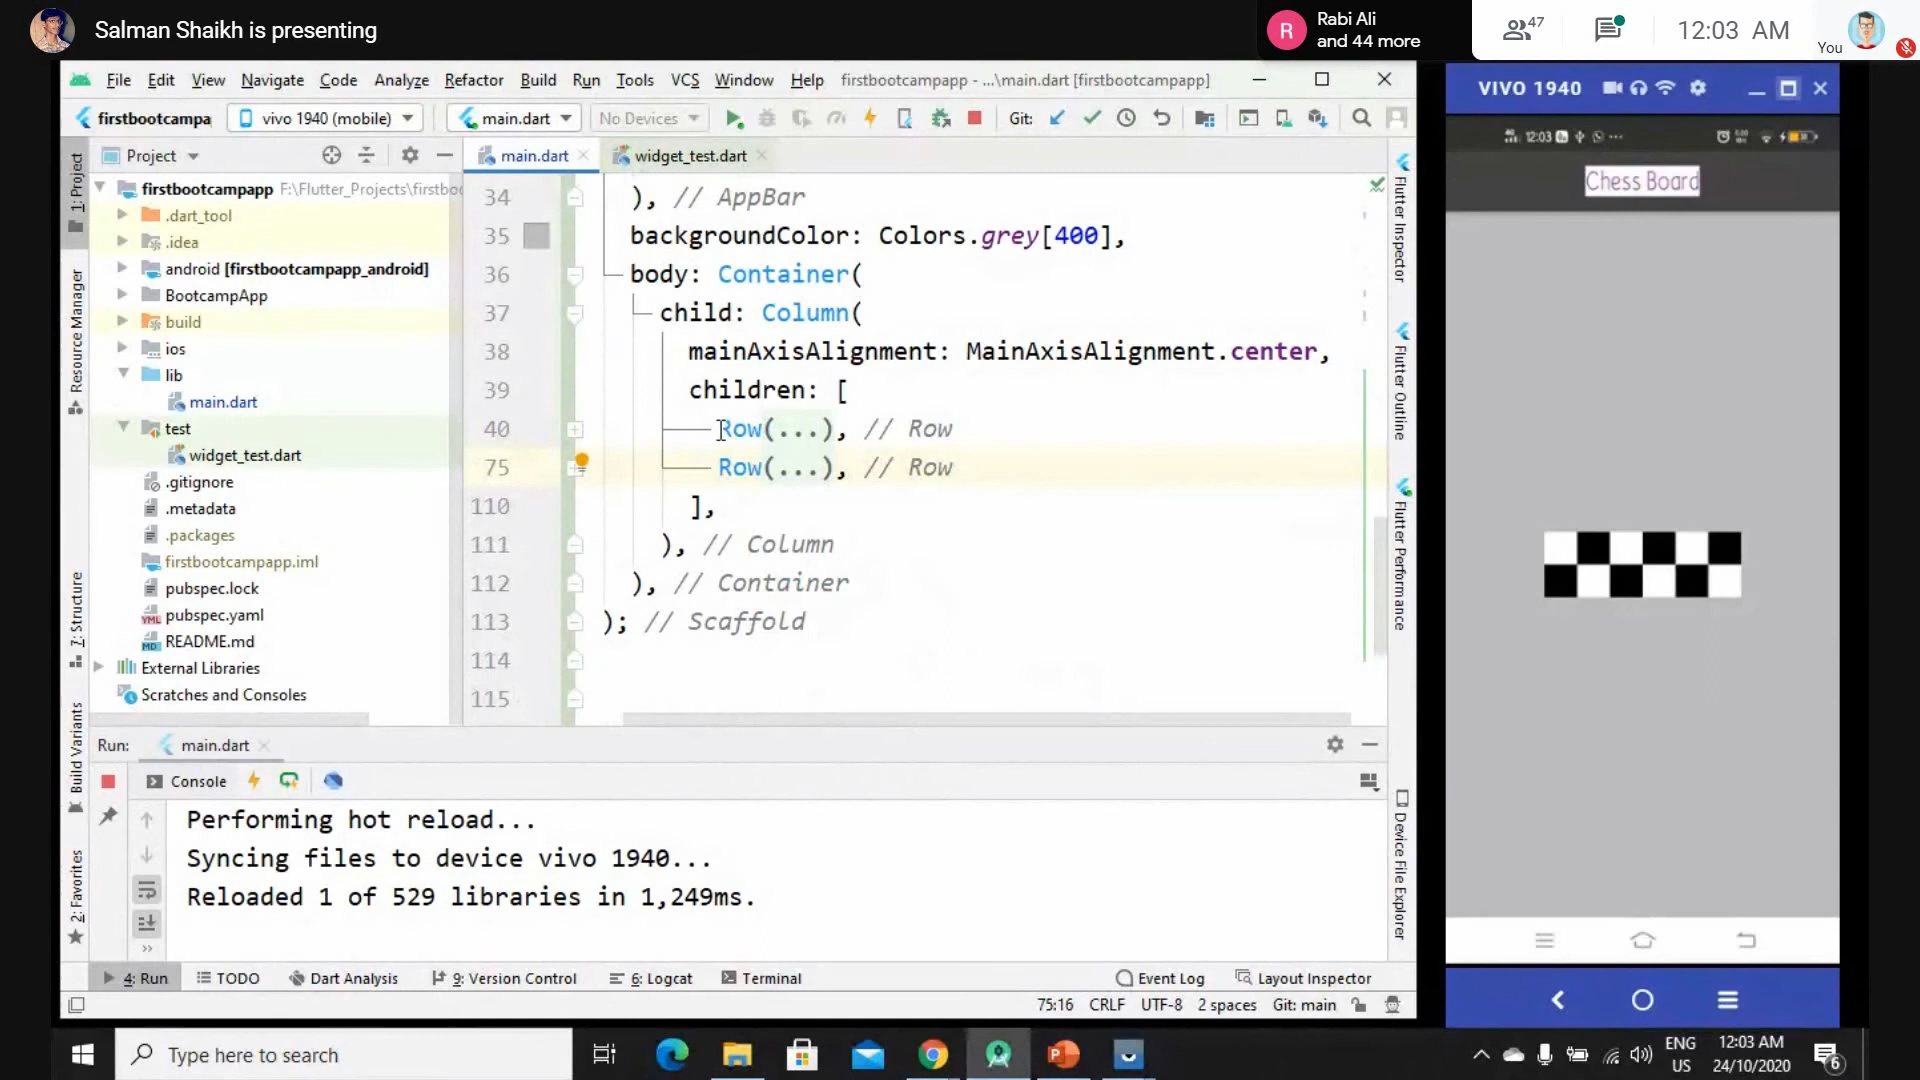 Salman Shaikh is presenting
R
Rabi Ali
and 44 more
47
12:03 AM
You
File Edit View Navigate Code Analyze Refactor Build Run Tools VCS Window Help firstbootcampapp - ...\main.dart [firstbootcampapp]
firstbootcampa vivo 1940 (mobile) main.dart No Devices Git:
Project
main.dart
widget_test.dart
1: Project
Resource Manager
7: Structure
Build Variants
2: Favorites
firstbootcampapp F:\Flutter_Projects\firstboo
.dart_tool
.idea
android [firstbootcampapp_android]
BootcampApp
build
ios
lib
main.dart
test
widget_test.dart
.gitignore
.metadata
.packages
firstbootcampapp.iml
pubspec.lock
pubspec.yaml
README.md
External Libraries
Scratches and Consoles
34 ), // AppBar
35 backgroundColor: Colors.grey[400],
36 body: Container(
37 child: Column(
38 mainAxisAlignment: MainAxisAlignment.center,
39 children: [
40 Row(...), // Row
75 Row(...), // Row
110 ],
111 ), // Column
112 ), // Container
113 ); // Scaffold
114
115
Flutter Inspector
Flutter Outline
Flutter Performance
Device File Explorer
Run: main.dart
Console
Performing hot reload...
Syncing files to device vivo 1940...
Reloaded 1 of 529 libraries in 1,249ms.
4: Run TODO Dart Analysis 9: Version Control 6: Logcat Terminal Event Log Layout Inspector
75:16 CRLF UTF-8 2 spaces Git: main
VIVO 1940
12:03
Chess Board
Type here to search
ENG
US
12:03 AM
24/10/2020
6